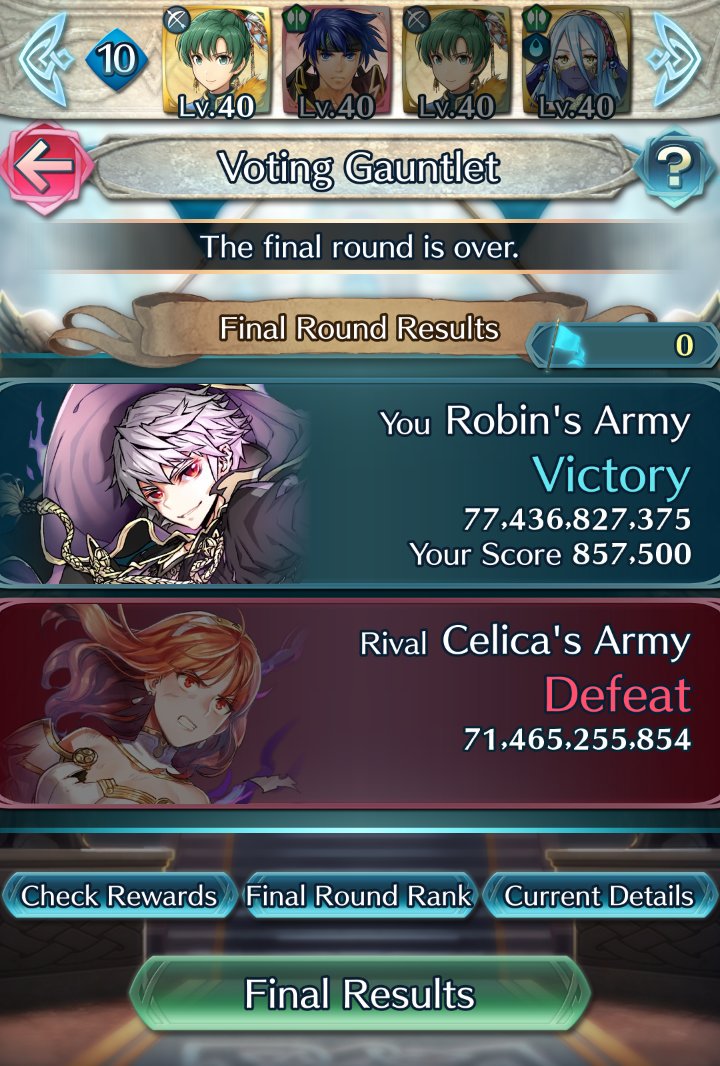 10
Lv.40
Lv.40
Lv.40
Lv.40
Voting Gauntlet
?
The final round is over.
Final Round Results
0
You Robin's Army
Victory
77,436,827,375
Your Score 857,500
Rival Celica's Army
Defeat
71,465,255,854
Check Rewards
Final Round Rank
Current Details
Final Results